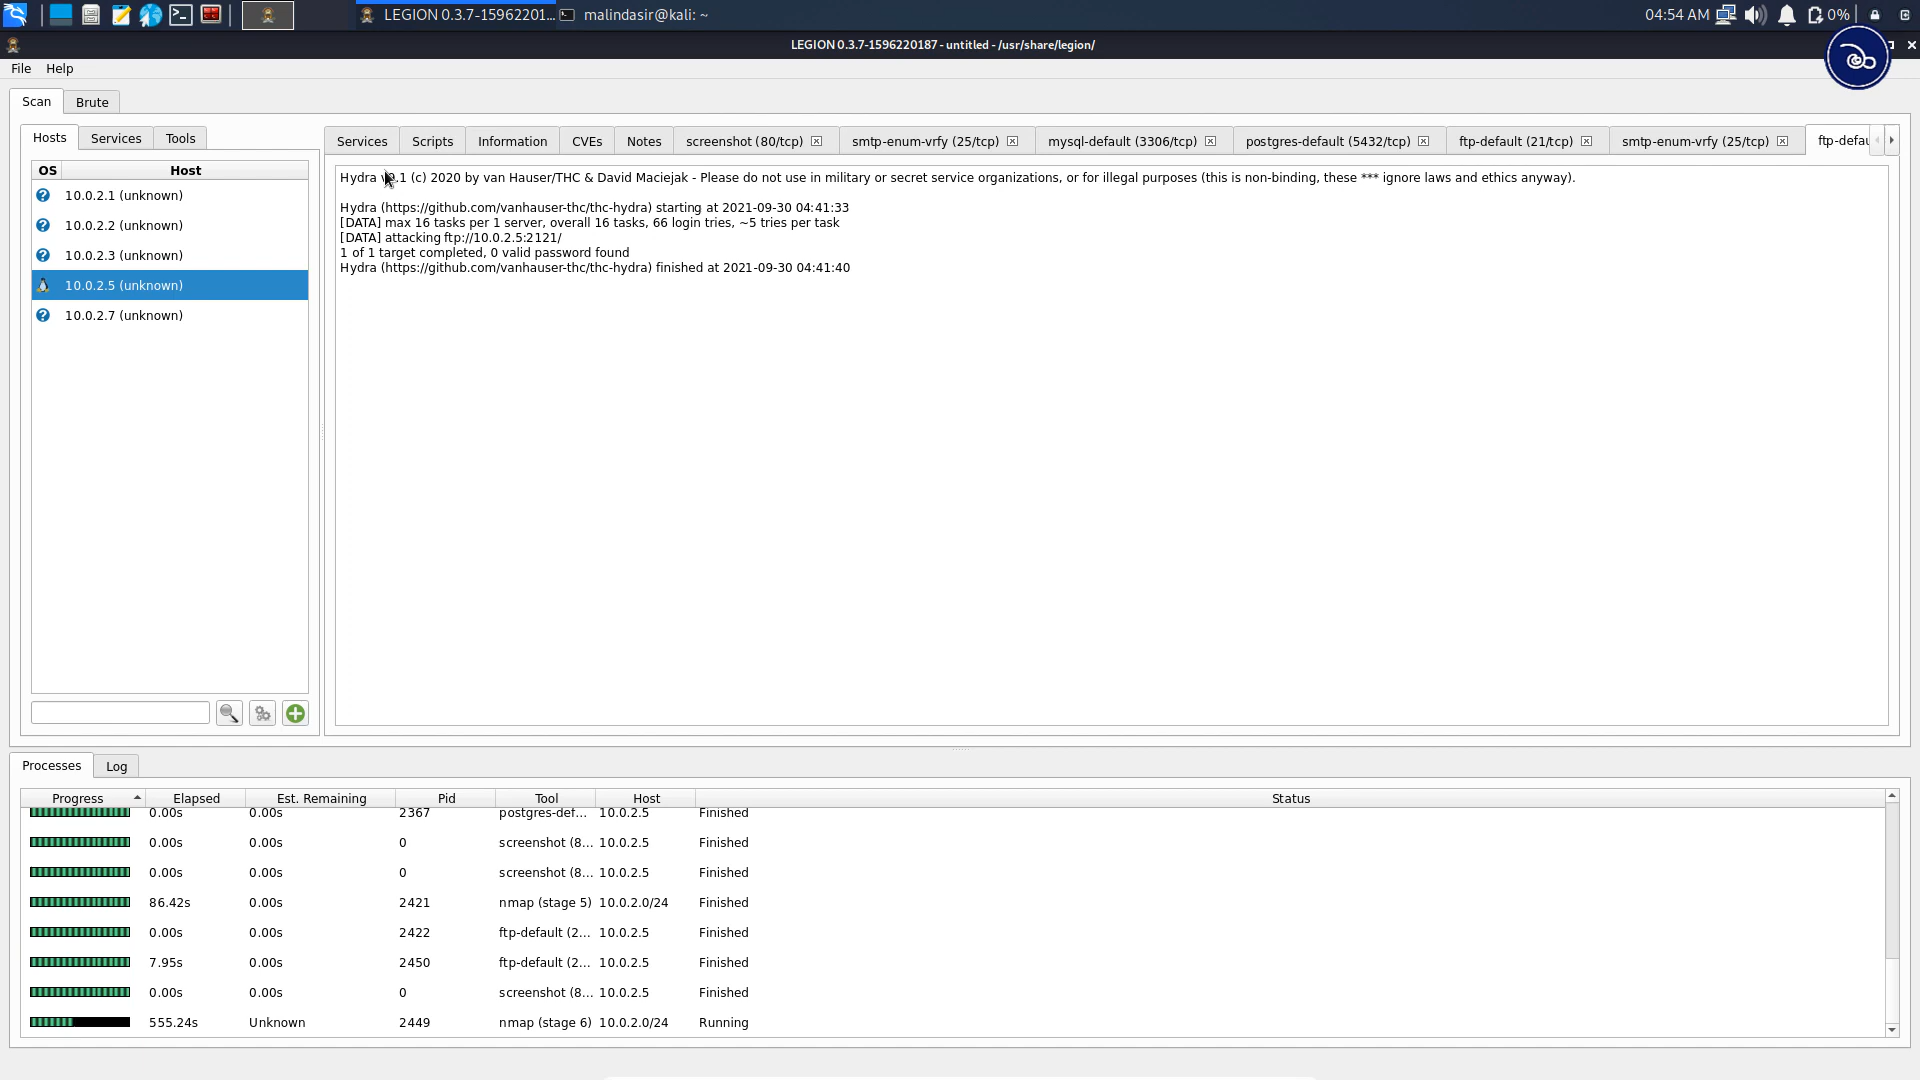 LEGION 0.3.7-15962201...
malindasir@kali: ~
04:54 AM
0%
LEGION 0.3.7-1596220187 - untitled - /usr/share/legion/
File
Help
Scan
Brute
Hosts
Services
Tools
Services
Scripts
Information
CVEs
Notes
screenshot (80/tcp)
smtp-enum-vrfy (25/tcp)
mysql-default (3306/tcp)
postgres-default (5432/tcp)
ftp-default (21/tcp)
smtp-enum-vrfy (25/tcp)
ftp-defau
OS Host
10.0.2.1 (unknown)
10.0.2.2 (unknown)
10.0.2.3 (unknown)
10.0.2.5 (unknown)
10.0.2.7 (unknown)
Hydra .1 (c) 2020 by van Hauser/THC & David Maciejak - Please do not use in military or secret service organizations, or for illegal purposes (this is non-binding, these *** ignore laws and ethics anyway).
Hydra (https://github.com/vanhauser-thc/thc-hydra) starting at 2021-09-30 04:41:33
[DATA] max 16 tasks per 1 server, overall 16 tasks, 66 login tries, ~5 tries per task
[DATA] attacking ftp://10.0.2.5:2121/
1 of 1 target completed, 0 valid password found
Hydra (https://github.com/vanhauser-thc/thc-hydra) finished at 2021-09-30 04:41:40
Processes
Log
Progress Elapsed Est. Remaining Pid Tool Host Status
0.00s 0.00s 2367 postgres-def... 10.0.2.5 Finished
0.00s 0.00s 0 screenshot (8... 10.0.2.5 Finished
0.00s 0.00s 0 screenshot (8... 10.0.2.5 Finished
86.42s 0.00s 2421 nmap (stage 5) 10.0.2.0/24 Finished
0.00s 0.00s 2422 ftp-default (2... 10.0.2.5 Finished
7.95s 0.00s 2450 ftp-default (2... 10.0.2.5 Finished
0.00s 0.00s 0 screenshot (8... 10.0.2.5 Finished
555.24s Unknown 2449 nmap (stage 6) 10.0.2.0/24 Running